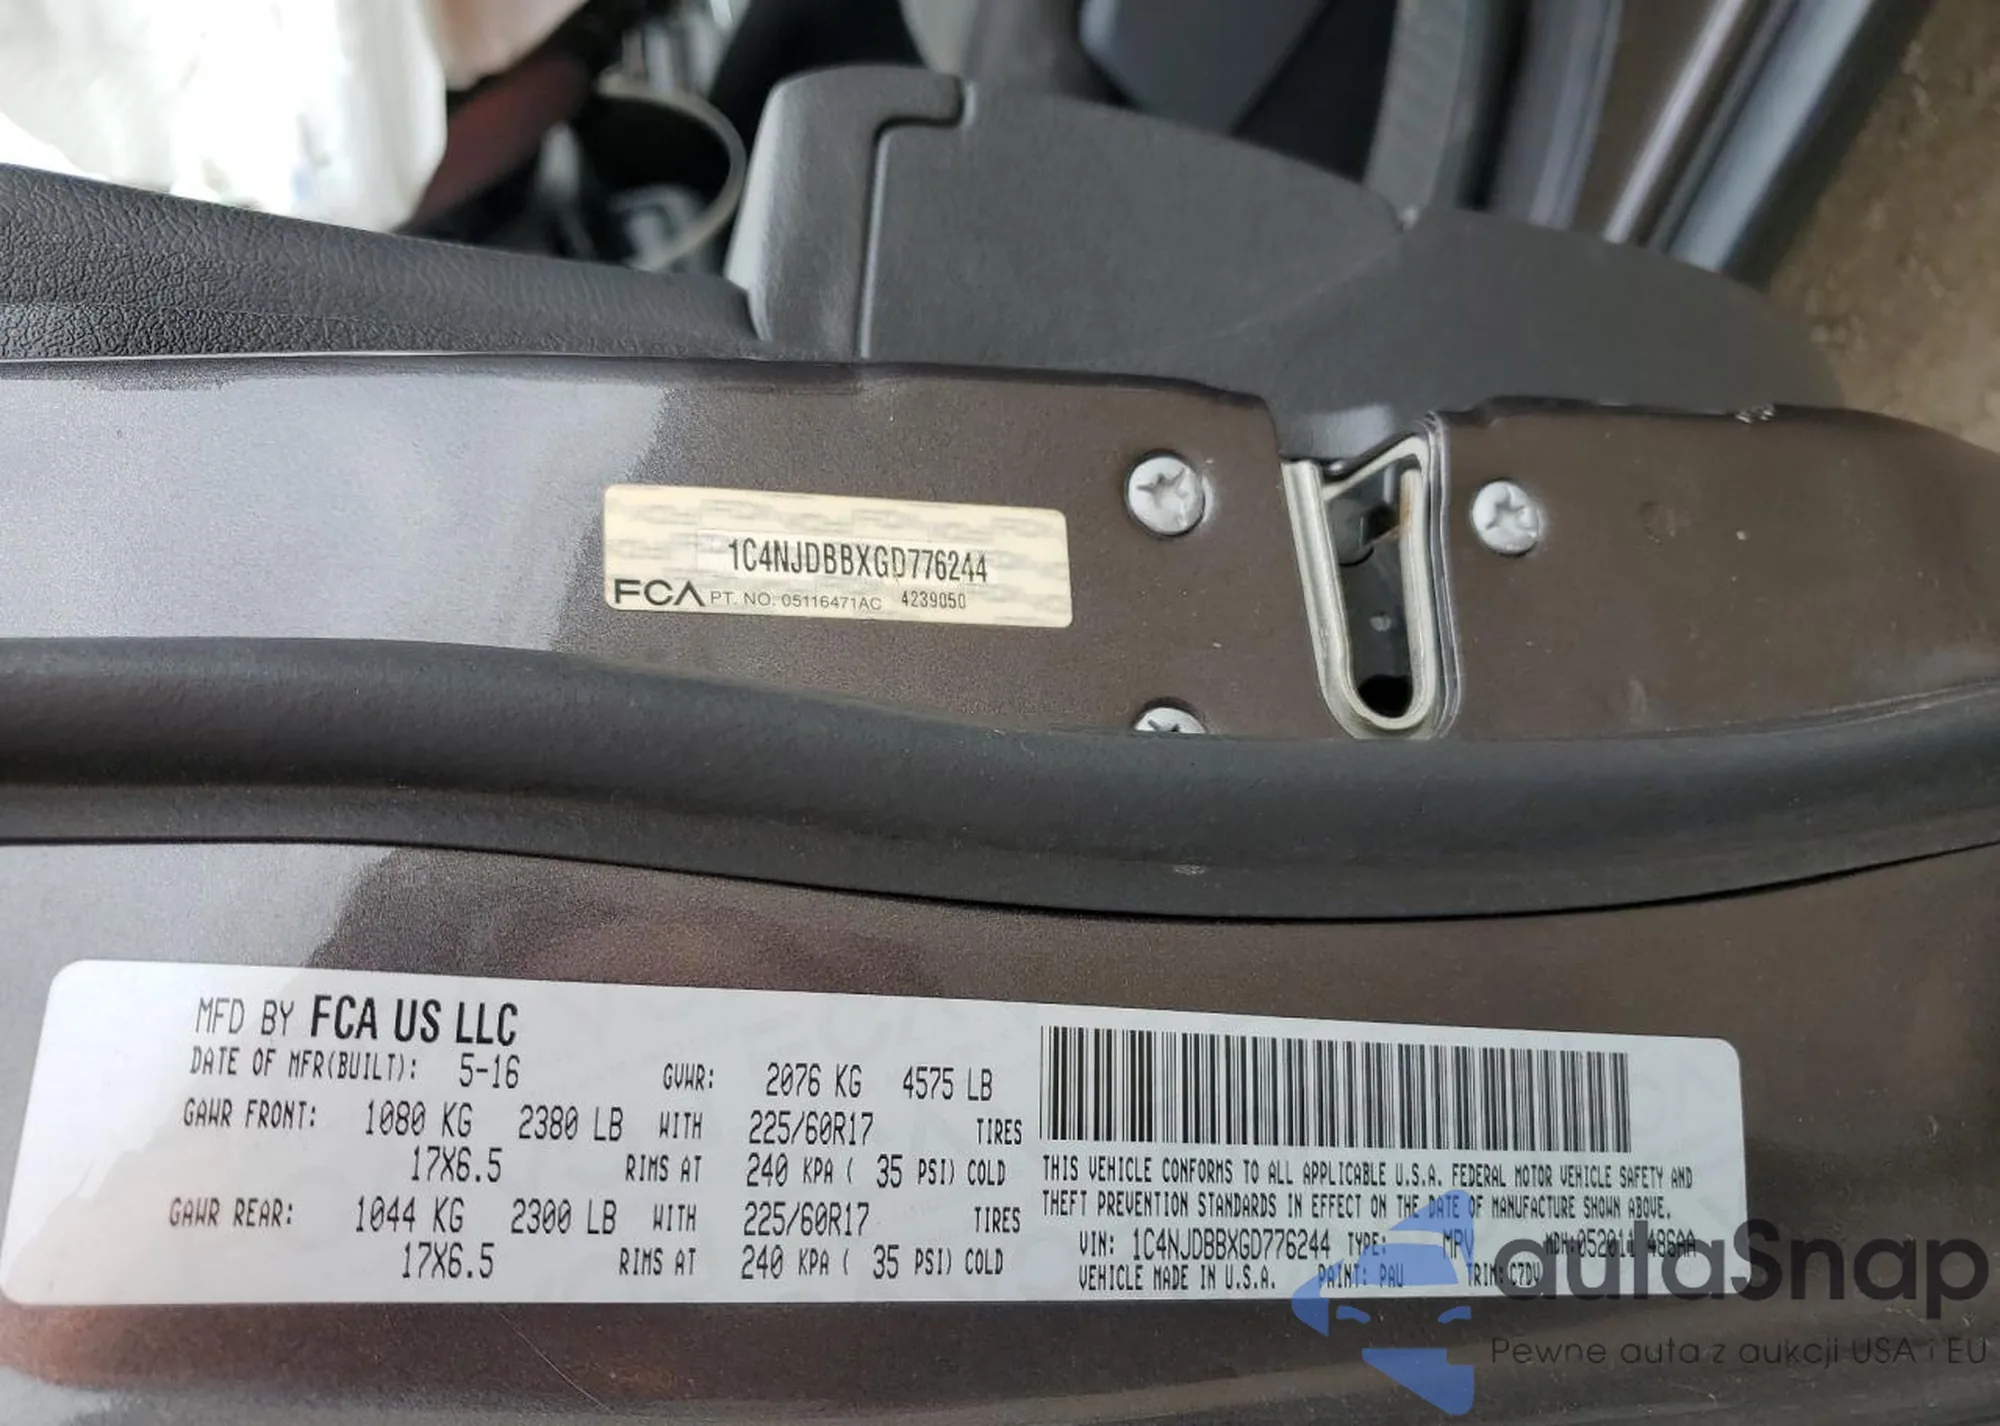 1C4NJDBBXGD776244
FCA PT. NO. 05116471AC 4239050
MFD BY FCA US LLC
DATE OF MFR(BUILT): 5-16 GVWR: 2076 KG 4575 LB
GAWR FRONT: 1080 KG 2380 LB WITH 225/60R17 TIRES
17X6.5 RIMS AT 240 KPA ( 35 PSI) COLD
GAWR REAR: 1044 KG 2300 LB WITH 225/60R17 TIRES
17X6.5 RIMS AT 240 KPA ( 35 PSI) COLD
THIS VEHICLE CONFORMS TO ALL APPLICABLE U.S.A. FEDERAL MOTOR VEHICLE SAFETY AND
THEFT PREVENTION STANDARDS IN EFFECT ON THE DATE OF MANUFACTURE SHOWN ABOVE.
VIN: 1C4NJDBBXGD776244 TYPE: MPV
VEHICLE MADE IN U.S.A. PAINT: PAU TRIM:
aulaSnap
Pewne auta z aukcji USA i EU